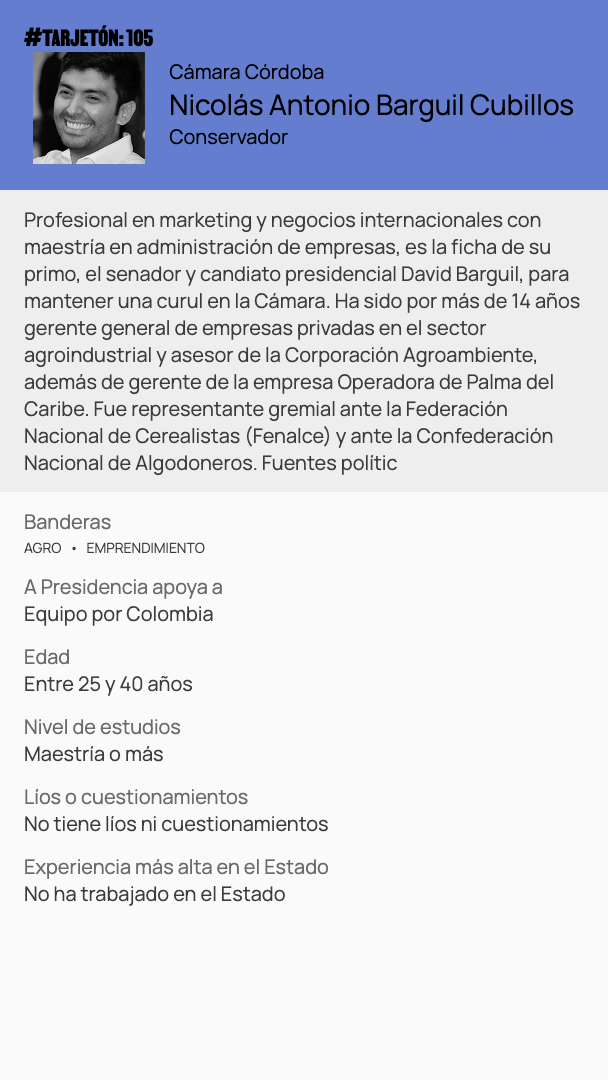 #TARJETÓN: 105
Cámara Córdoba
Nicolás Antonio Barguil Cubillos
Conservador
Profesional en marketing y negocios internacionales con
maestría en administración de empresas, es la ficha de su
primo, el senador y candiato presidencial David Barguil, para
mantener una curul en la Cámara. Ha sido por más de 14 años
gerente general de empresas privadas en el sector
agroindustrial y asesor de la Corporación Agroambiente,
además de gerente de la empresa Operadora de Palma del
Caribe. Fue representante gremial ante la Federación
Nacional de Cerealistas (Fenalce) y ante la Confederación
Nacional de Algodoneros. Fuentes polític
Banderas
AGRO • EMPRENDIMIENTO
A Presidencia apoya a
Equipo por Colombia
Edad
Entre 25 y 40 años
Nivel de estudios
Maestría o más
Líos o cuestionamientos
No tiene líos ni cuestionamientos
Experiencia más alta en el Estado
No ha trabajado en el Estado